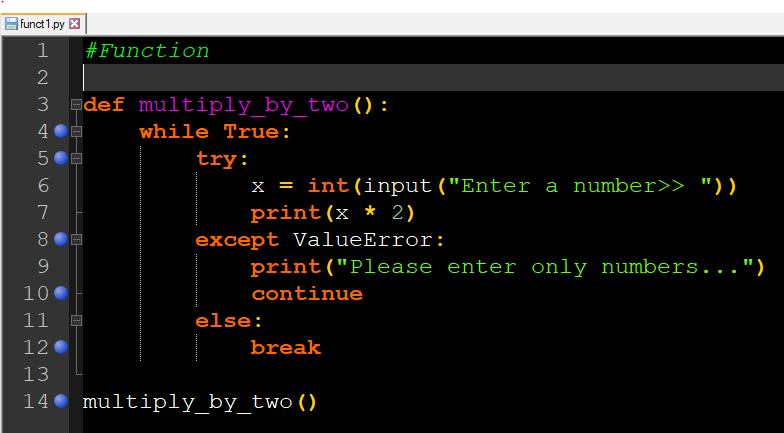 funct1.py
1 #Function
2
3 def multiply_by_two():
4 while True:
5 try:
6 x = int(input("Enter a number>> "))
7 print(x * 2)
8 except ValueError:
9 print("Please enter only numbers...")
10 continue
11 else:
12 break
13
14 multiply_by_two()